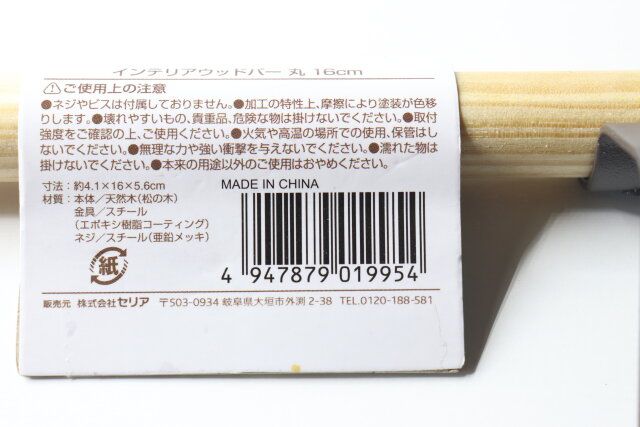 インテリアウッドバー 丸 16cm
⚠ご使用上の注意
●ネジやビスは付属しておりません。●加工の特性上、摩擦により塗装が色移
りします。●壊れやすいもの、貴重品、危険な物は掛けないでください。●取付
強度をご確認の上、ご使用ください。●火気や高温の場所での使用、保管はし
ないでください。●無理な力や強い衝撃を与えないでください。●濡れた物は
掛けないでください。●本来の用途以外のご使用はおやめください。
寸法：約4.1×16×5.6cm
材質：本体／天然木(松の木)
金具／スチール
(エポキシ樹脂コーティング)
ネジ／スチール(亜鉛メッキ)
MADE IN CHINA
紙
4 947879 019954
販売元 株式会社セリア 〒503-0934 岐阜県大垣市外渕 2-38 TEL.0120-188-581